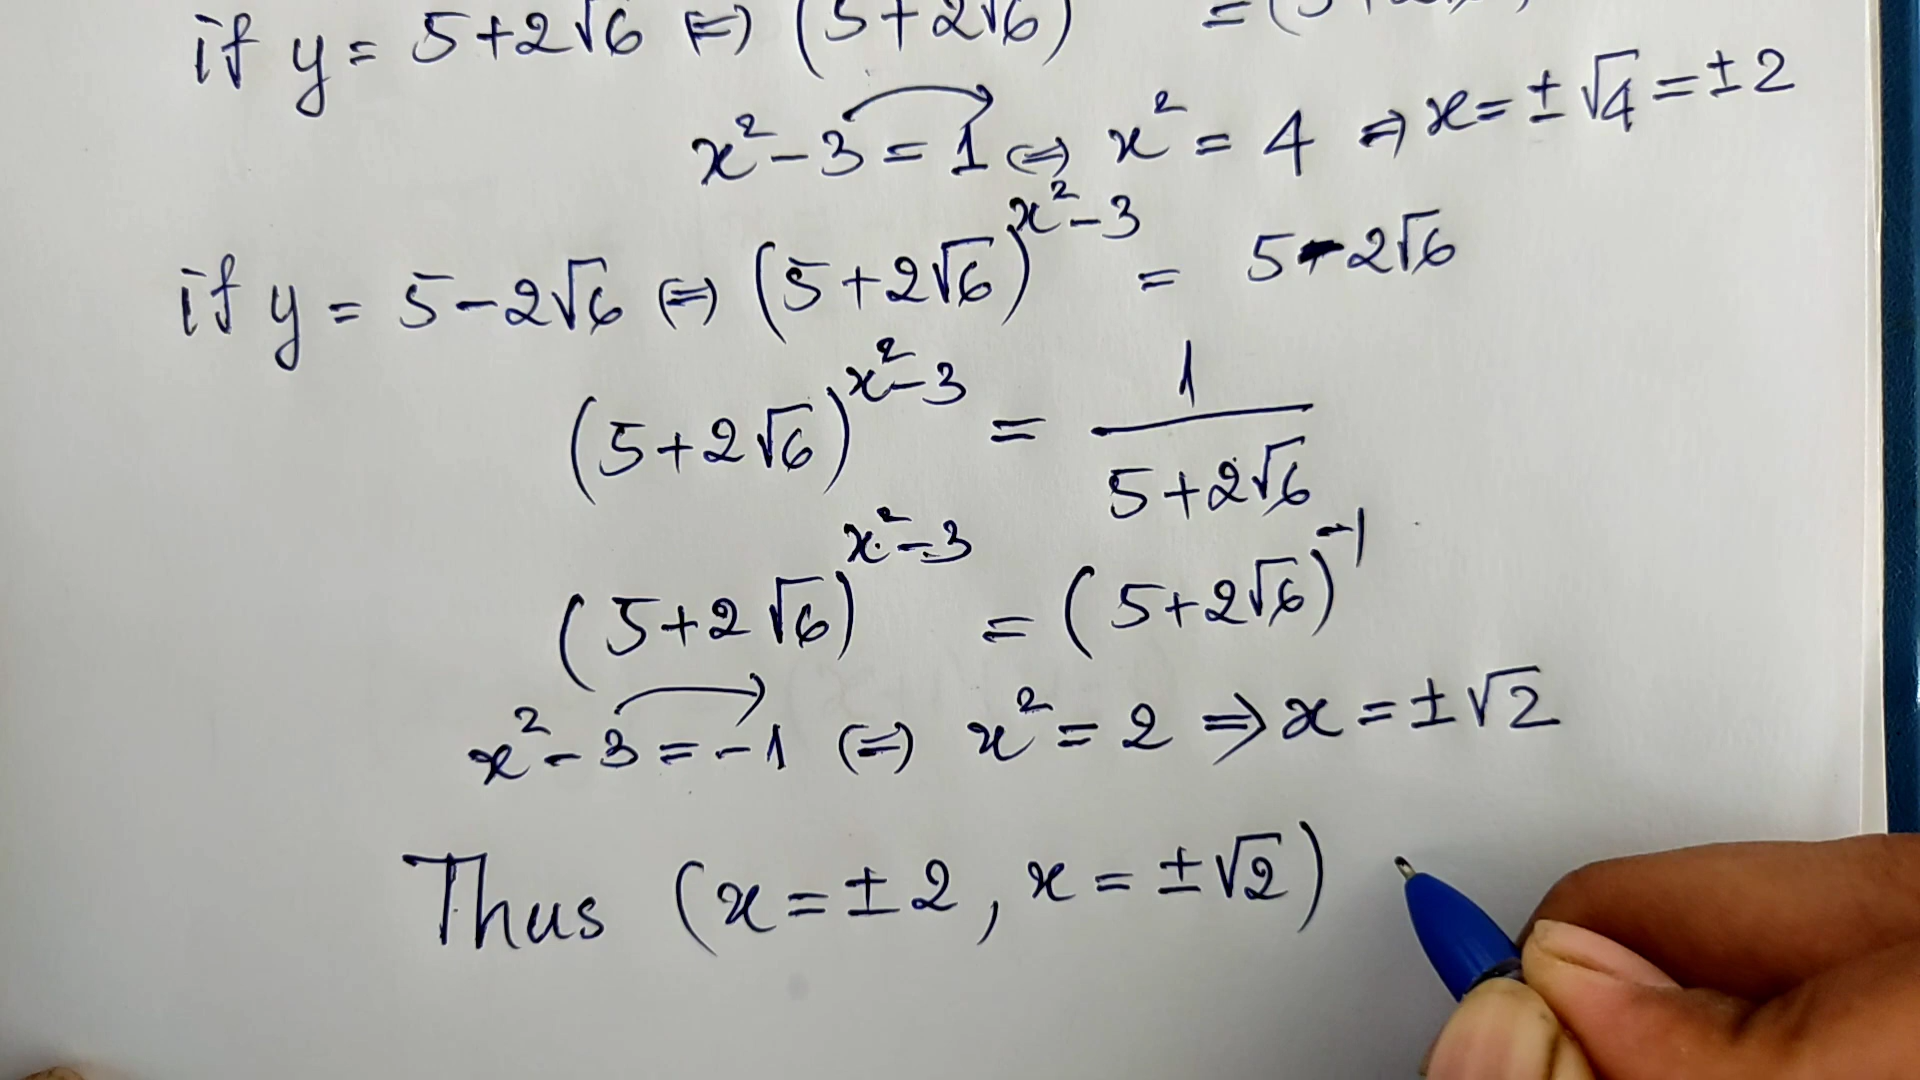 if y = 5+2√6 ⇔ (5+2√6) = (5
x² - 3 = 1 ⇔ x² = 4 ⇒ x = ±√4 = ±2
if y = 5-2√6 ⇔ (5+2√6)^(x²-3) = 5-2√6
(5+2√6)^(x²-3) = 1/(5+2√6)
(5+2√6)^(x²-3) = (5+2√6)^-1
x² - 3 = -1 ⇔ x² = 2 ⇒ x = ±√2
Thus (x = ±2, x = ±√2)